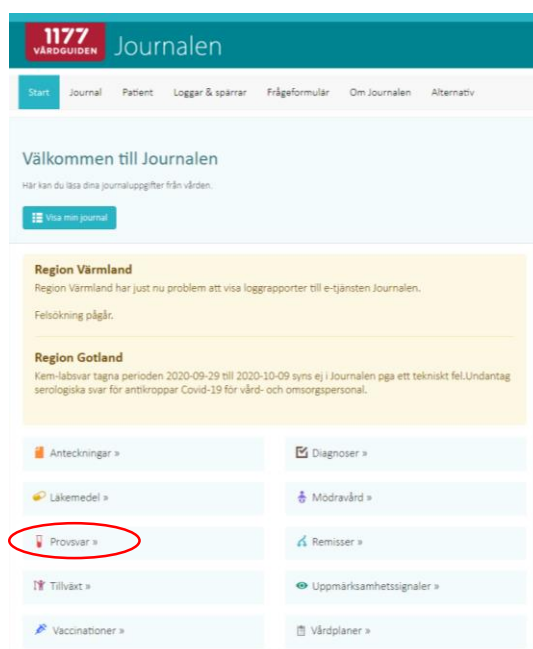 1177
VÅRDGUIDEN
Journalen
Start Journal Patient Loggar & spärrar Frågeformulär Om Journalen Alternativ
Välkommen till Journalen
Här kan du läsa dina journaluppgifter från vården.
Visa min journal
Region Värmland
Region Värmland har just nu problem att visa loggrapporter till e-tjänsten Journalen.
Felsökning pågår.
Region Gotland
Kem-labsvar tagna perioden 2020-09-29 till 2020-10-09 syns ej i Journalen pga ett tekniskt fel.Undantag
serologiska svar för antikroppar Covid-19 för vård- och omsorgspersonal.
Anteckningar » Diagnoser »
Läkemedel » Mödravård »
Provsvar » Remisser »
Tillväxt » Uppmärksamhetssignaler »
Vaccinationer » Vårdplaner »